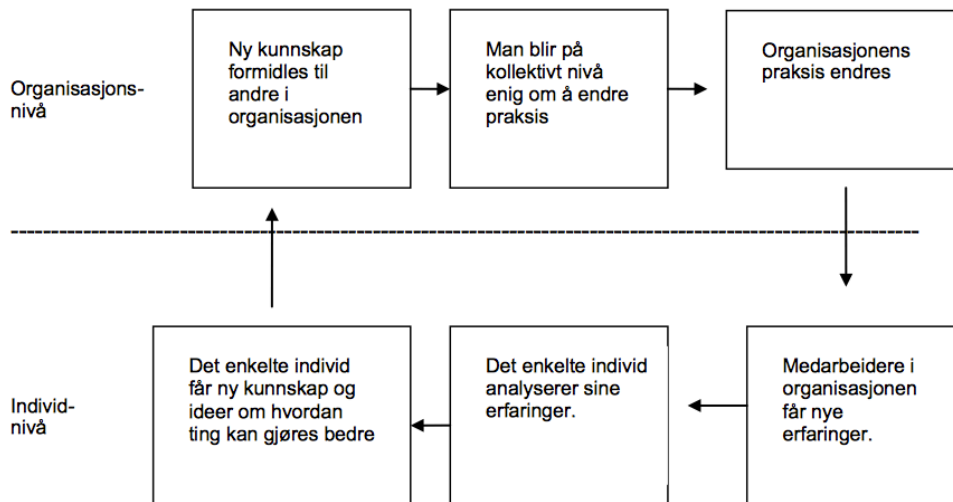 Organisasjons-
nivå
Ny kunnskap
formidles til
andre i
organisasjonen
Man blir på
kollektivt nivå
enig om å endre
praksis
Organisasjonens
praksis endres
Individ-
nivå
Det enkelte individ
får ny kunnskap og
ideer om hvordan
ting kan gjøres bedre
Det enkelte individ
analyserer sine
erfaringer.
Medarbeidere i
organisasjonen
får nye
erfaringer.